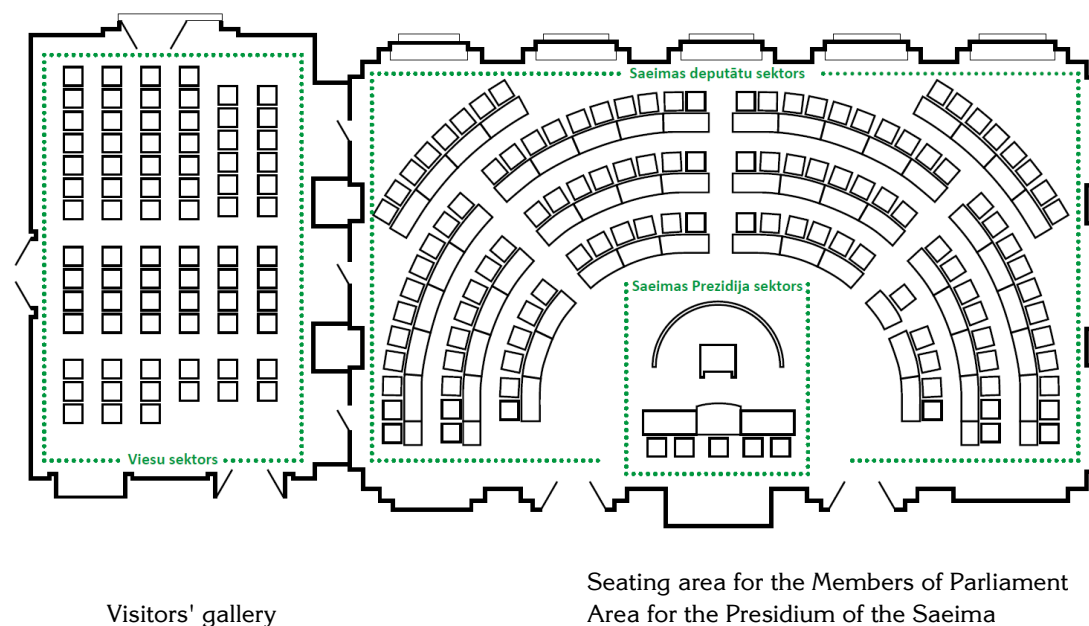 Saeimas deputātu sektors
Saeimas Prezidija sektors
Viesu sektors
Visitors' gallery
Seating area for the Members of Parliament
Area for the Presidium of the Saeima